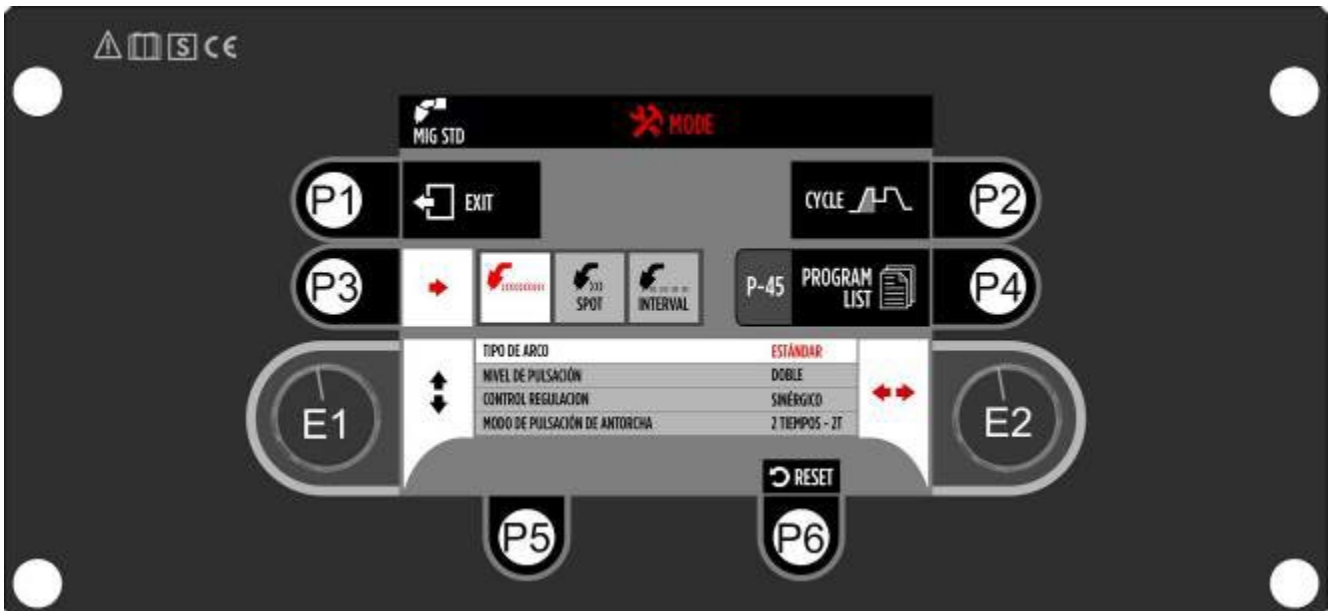 S CE
MIG STD
MODE
P1
EXIT
CYCLE
P2
P3
SPOT
INTERVAL
P-45
PROGRAM
LIST
P4
E1
TIPO DE ARCO ESTÁNDAR
NIVEL DE PULSACIÓN DOBLE
CONTROL REGULACION SINÉRGICO
MODO DE PULSACIÓN DE ANTORCHA 2 TIEMPOS - 2T
E2
RESET
P5
P6